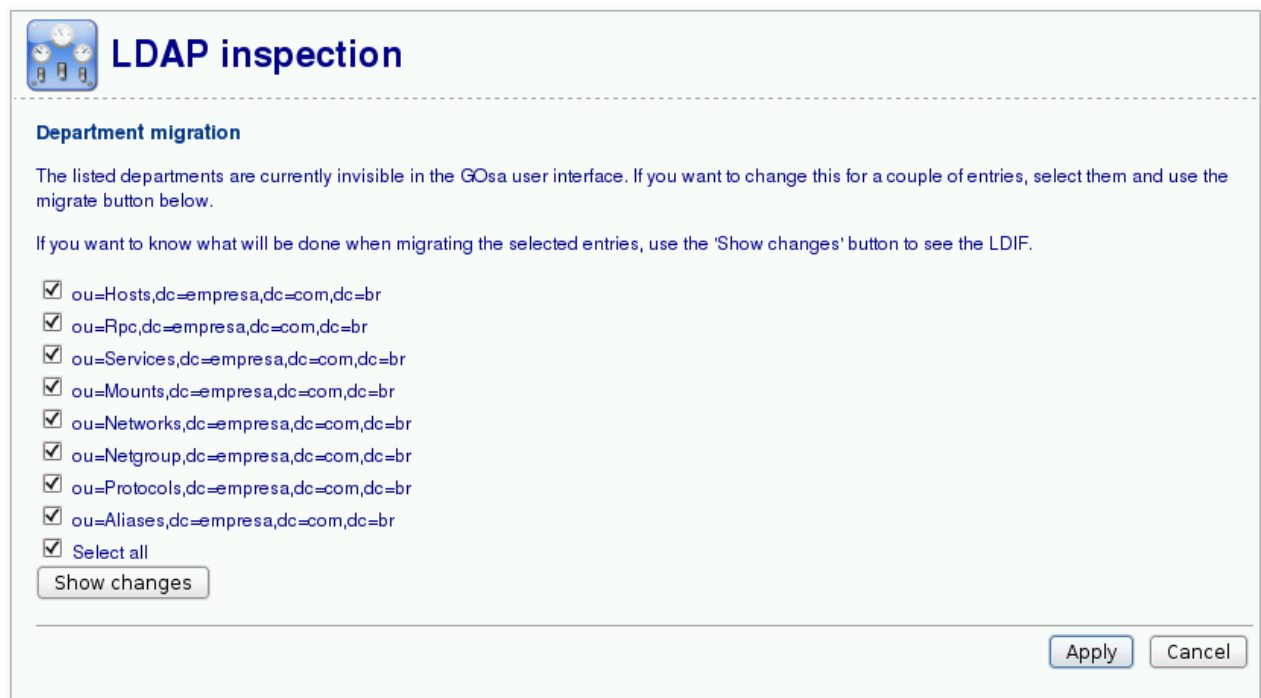 LDAP inspection
Department migration
The listed departments are currently invisible in the GOsa user interface. If you want to change this for a couple of entries, select them and use the
migrate button below.
If you want to know what will be done when migrating the selected entries, use the 'Show changes' button to see the LDIF.
ou=Hosts,dc=empresa,dc=com,dc=br
ou=Rpc,dc=empresa,dc=com,dc=br
ou=Services,dc=empresa,dc=com,dc=br
ou=Mounts,dc=empresa,dc=com,dc=br
ou=Networks,dc=empresa,dc=com,dc=br
ou=Netgroup,dc=empresa,dc=com,dc=br
ou=Protocols,dc=empresa,dc=com,dc=br
ou=Aliases,dc=empresa,dc=com,dc=br
Select all
Show changes
Apply Cancel